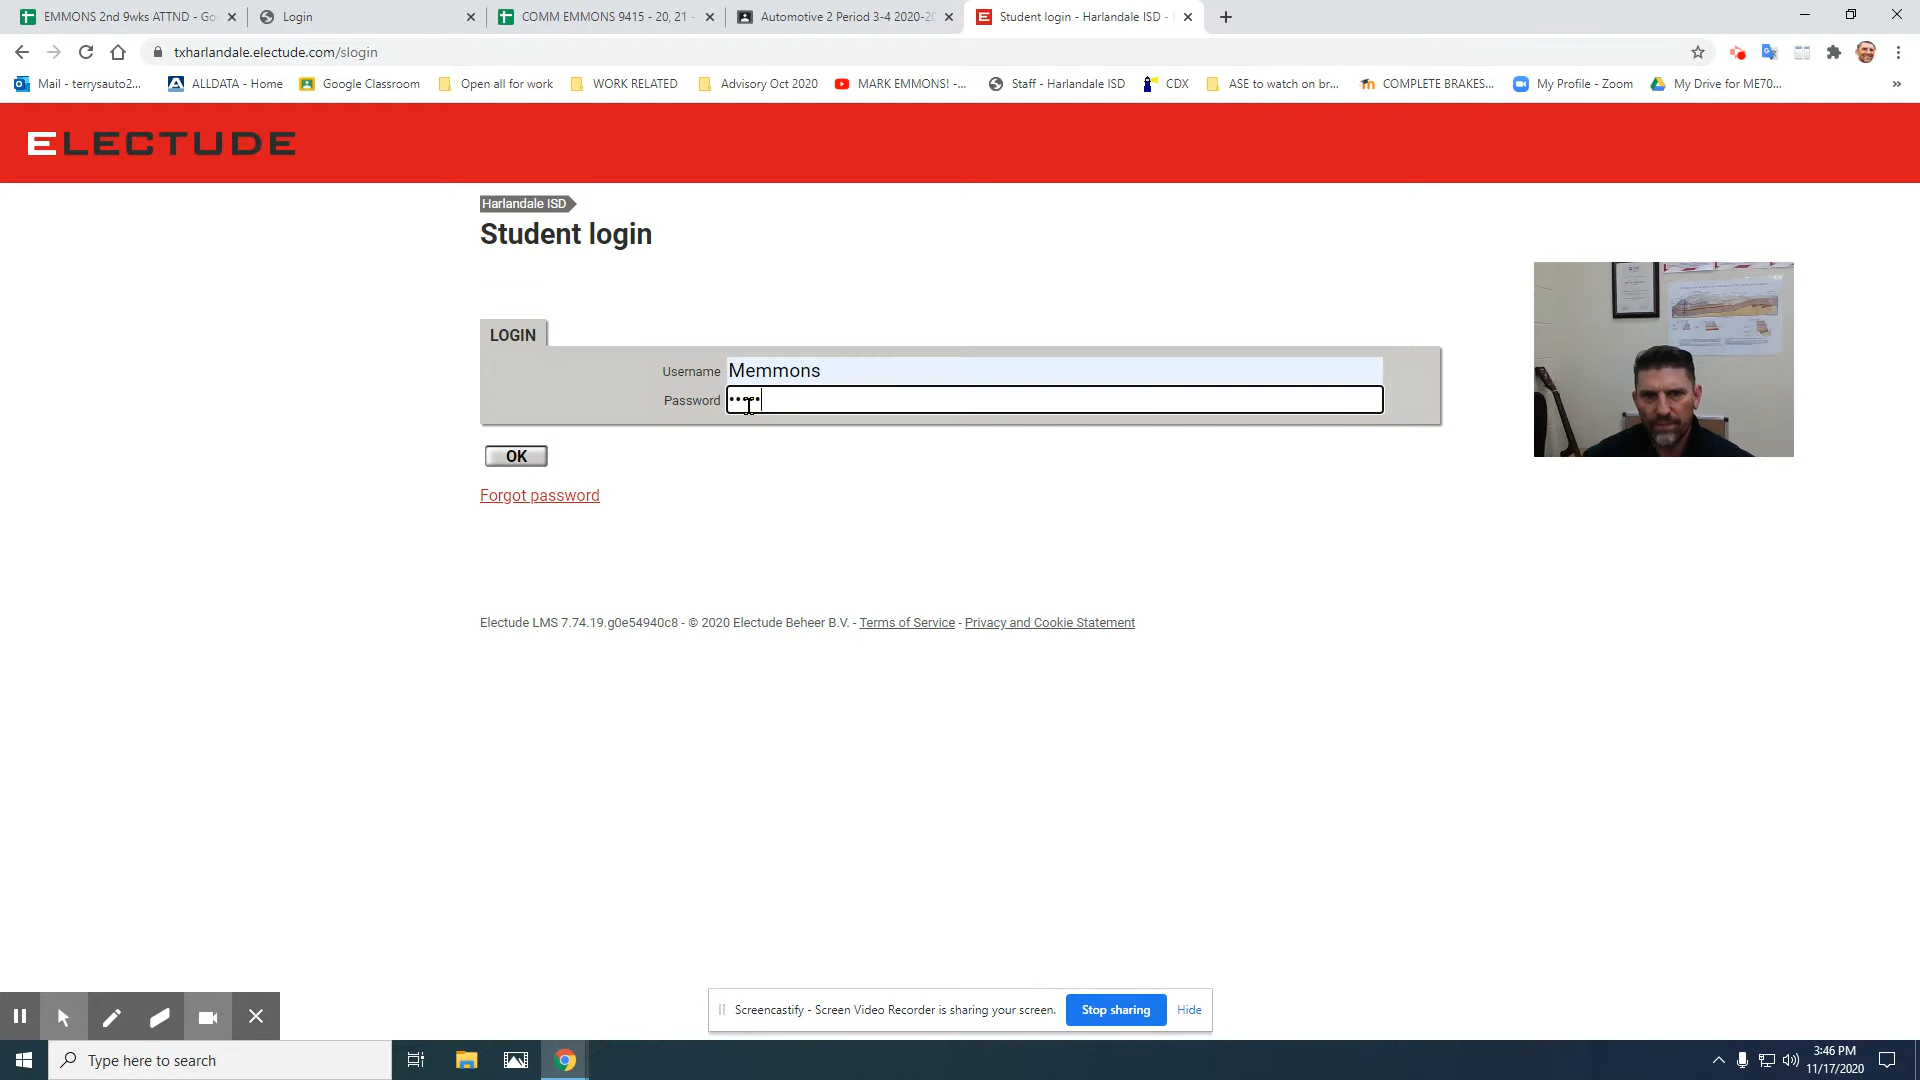 EMMONS 2nd 9wks ATTND - Go
Login
COMM EMMONS 9415 - 20, 21 -
Automotive 2 Period 3-4 2020-20
Student login - Harlandale ISD -
txharlandale.electude.com/slogin
Mail - terrysauto2...
ALLDATA - Home
Google Classroom
Open all for work
WORK RELATED
Advisory Oct 2020
MARK EMMONS! -...
Staff - Harlandale ISD
CDX
ASE to watch on br...
COMPLETE BRAKES...
My Profile - Zoom
My Drive for ME70...
»
ELECTUDE
Harlandale ISD
Student login
LOGIN
Username Memmons
Password
OK
Forgot password
Electude LMS 7.74.19.g0e54940c8 - © 2020 Electude Beheer B.V. - Terms of Service - Privacy and Cookie Statement
Screencastify - Screen Video Recorder is sharing your screen. Stop sharing Hide
Type here to search
3:46 PM
11/17/2020